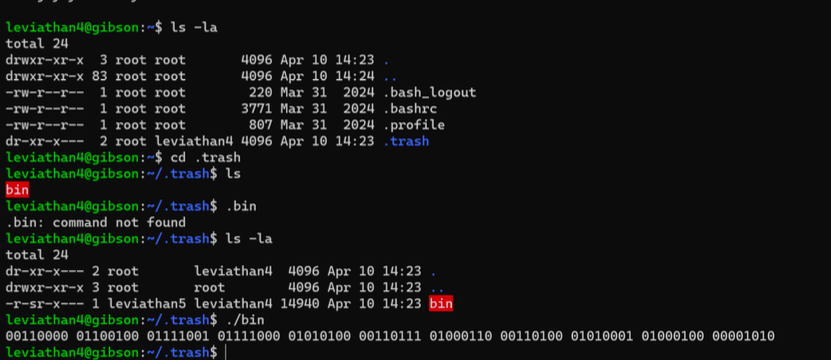 leviathan4@gibson:~$ ls -la
total 24
drwxr-xr-x  3 root root       4096 Apr 10 14:23 .
drwxr-xr-x 83 root root       4096 Apr 10 14:24 ..
-rw-r--r--  1 root root        220 Mar 31  2024 .bash_logout
-rw-r--r--  1 root root       3771 Mar 31  2024 .bashrc
-rw-r--r--  1 root root        807 Mar 31  2024 .profile
dr-xr-x---  2 root leviathan4 4096 Apr 10 14:23 .trash
leviathan4@gibson:~$ cd .trash
leviathan4@gibson:~/.trash$ ls
bin
leviathan4@gibson:~/.trash$ .bin
.bin: command not found
leviathan4@gibson:~/.trash$ ls -la
total 24
dr-xr-x--- 2 root       leviathan4  4096 Apr 10 14:23 .
drwxr-xr-x 3 root       root        4096 Apr 10 14:23 ..
-r-sr-x--- 1 leviathan5 leviathan4 14940 Apr 10 14:23 bin
leviathan4@gibson:~/.trash$ ./bin
00110000 01100100 01111001 01111000 01010100 00110111 01000110 00110100 01010001 01000100 00001010
leviathan4@gibson:~/.trash$